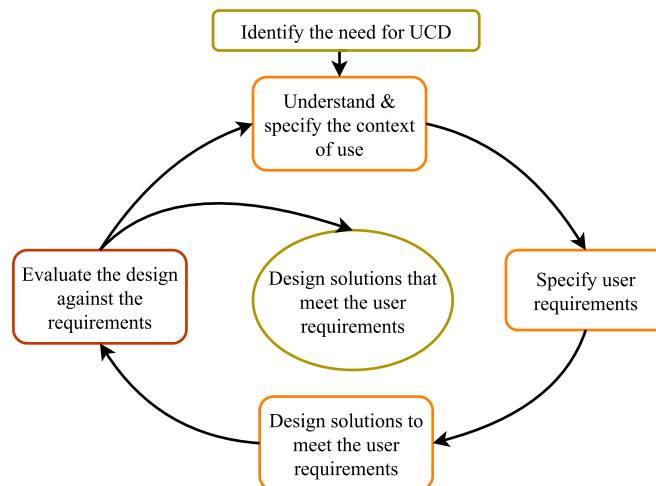 Identify the need for UCD
Understand &
specify the context
of use
Evaluate the design
against the
requirements
Design solutions that
meet the user
requirements
Specify user
requirements
Design solutions to
meet the user
requirements